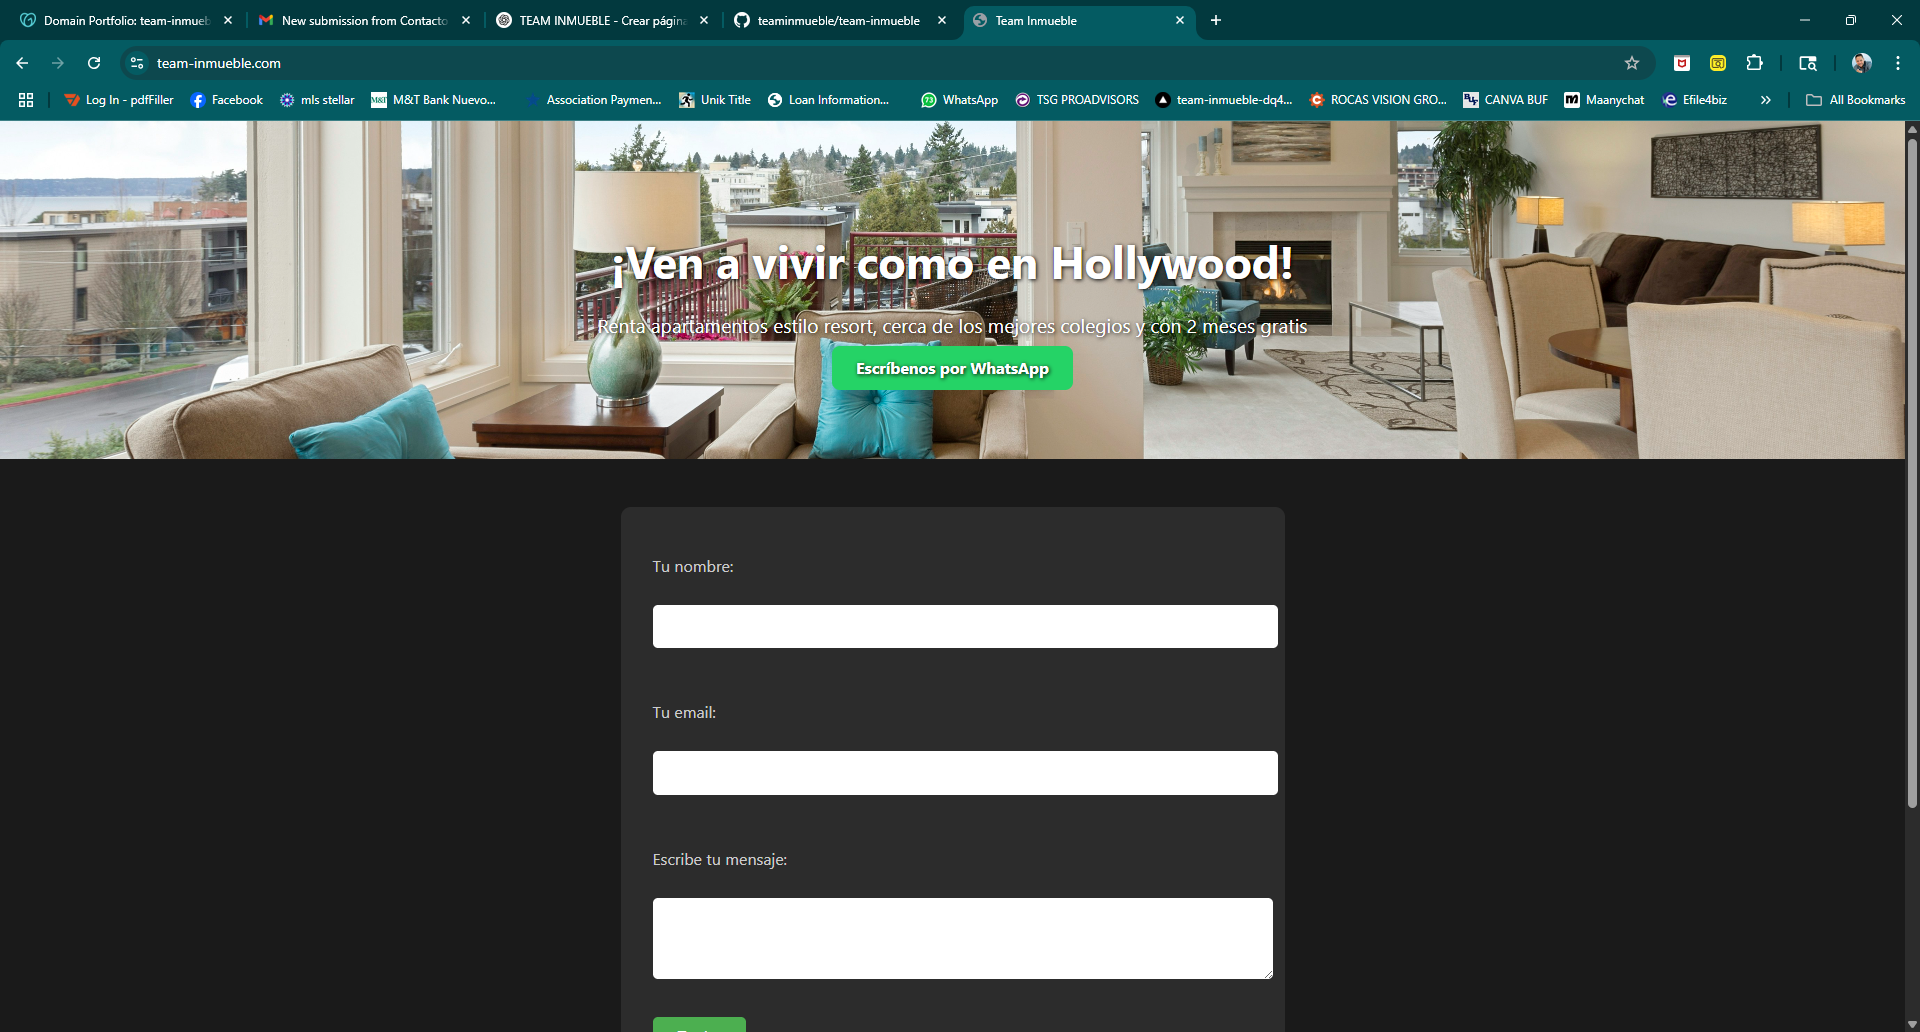 Domain Portfolio: team-inmueb
New submission from Contacto
TEAM INMUEBLE - Crear págin
teaminmueble/team-inmueble
Team Inmueble
team-inmueble.com
Log In - pdfFiller
Facebook
mls stellar
M&T Bank Nuevo...
Association Paymen...
Unik Title
Loan Information...
WhatsApp
TSG PROADVISORS
team-inmueble-dq4...
ROCAS VISION GRO...
CANVA BUF
Maanychat
Efile4biz
All Bookmarks
¡Ven a vivir como en Hollywood!
Renta apartamentos estilo resort, cerca de los mejores colegios y con 2 meses gratis
Escríbenos por WhatsApp
Tu nombre:
Tu email:
Escribe tu mensaje: